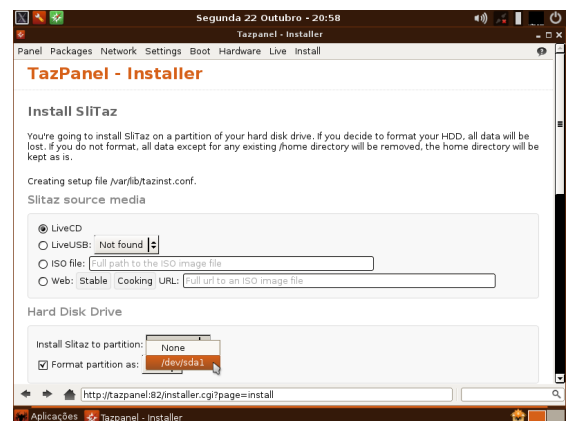 Segunda 22 Outubro - 20:58
Tazpanel - Installer
Panel Packages Network Settings Boot Hardware Live Install
TazPanel - Installer
Install SliTaz
You're going to install SliTaz on a partition of your hard disk drive. If you decide to format your HDD, all data will be
lost. If you do not format, all data except for any existing /home directory will be removed, the home directory will be
kept as is.
Creating setup file /var/lib/tazinst.conf.
Slitaz source media
LiveCD
LiveUSB: Not found
ISO file: Full path to the ISO image file
Web: Stable Cooking URL: Full url to an ISO image file
Hard Disk Drive
Install Slitaz to partition:
None
/dev/sda1
Format partition as:
http://tazpanel:82/installer.cgi?page=install
Aplicações Tazpanel - Installer